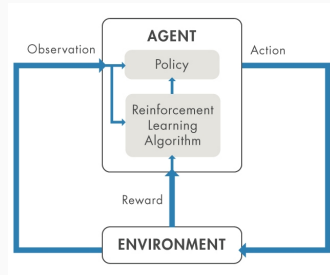 AGENT
Observation
Action
Policy
Reinforcement
Learning
Algorithm
Reward
ENVIRONMENT